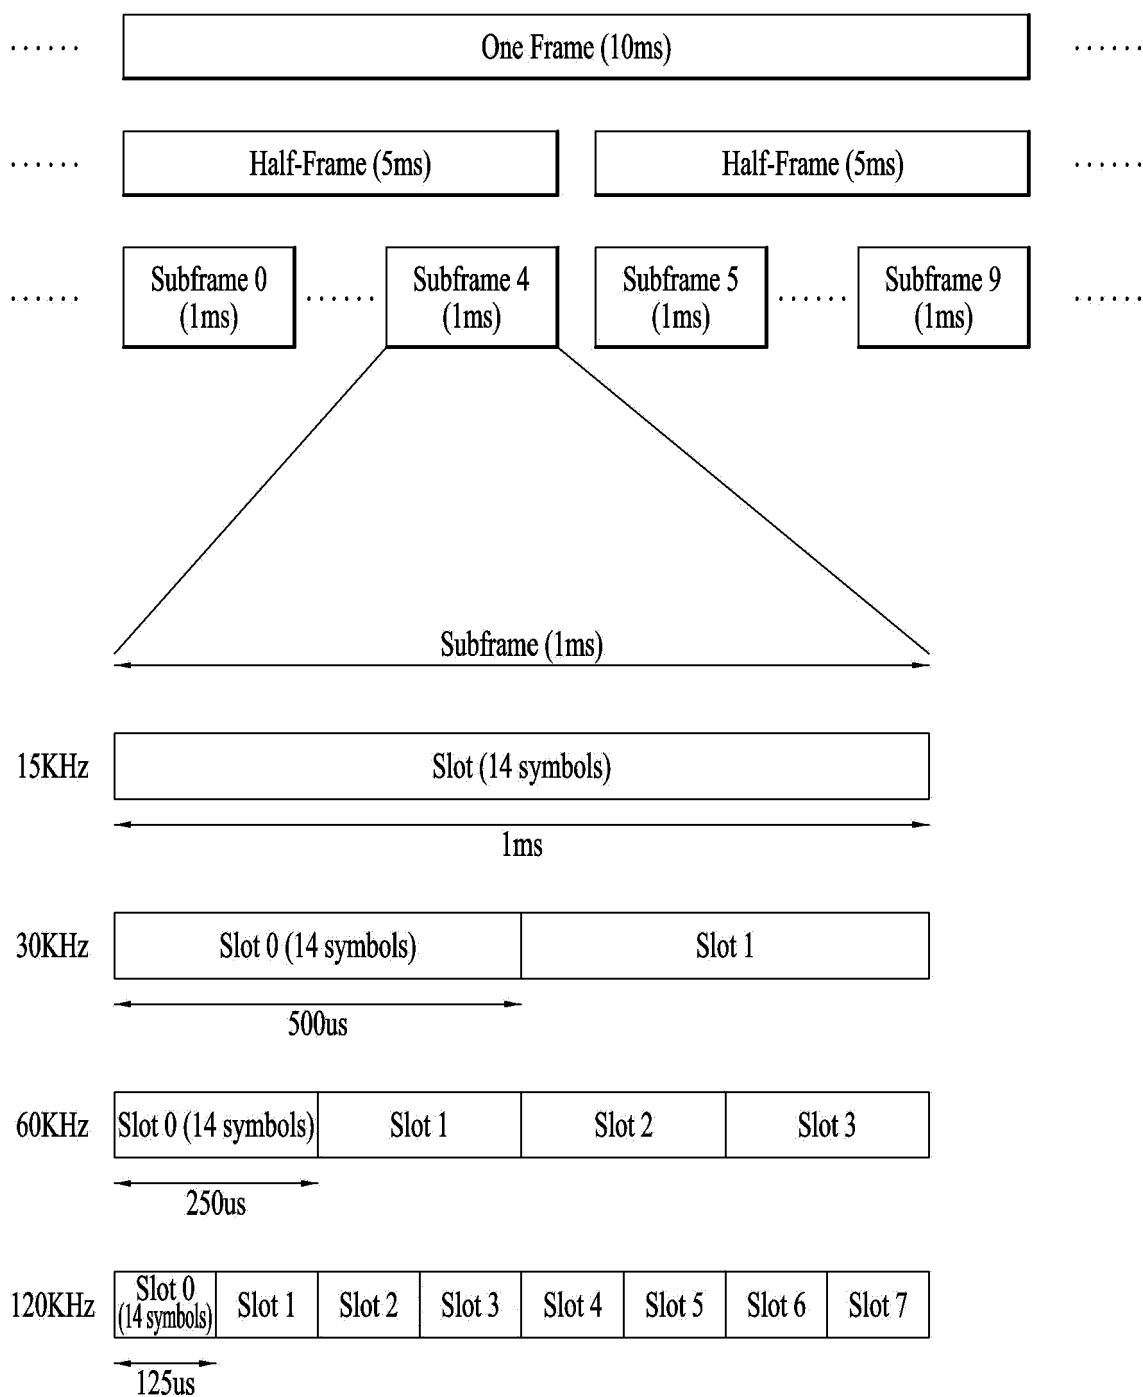 ...... One Frame (10ms) ......
...... Half-Frame (5ms) Half-Frame (5ms) ......
Subframe 0 Subframe 4 Subframe 5 Subframe 9
...... (1ms) ...... (1ms) (1ms) ...... (1ms) ......
Subframe (1ms)
15KHz Slot (14 symbols)
1ms
30KHz Slot 0 (14 symbols) Slot 1
500us
60KHz Slot 0 (14 symbols) Slot 1 Slot 2 Slot 3
250us
120KHz Slot 0 (14 symbols) Slot 1 Slot 2 Slot 3 Slot 4 Slot 5 Slot 6 Slot 7
125us